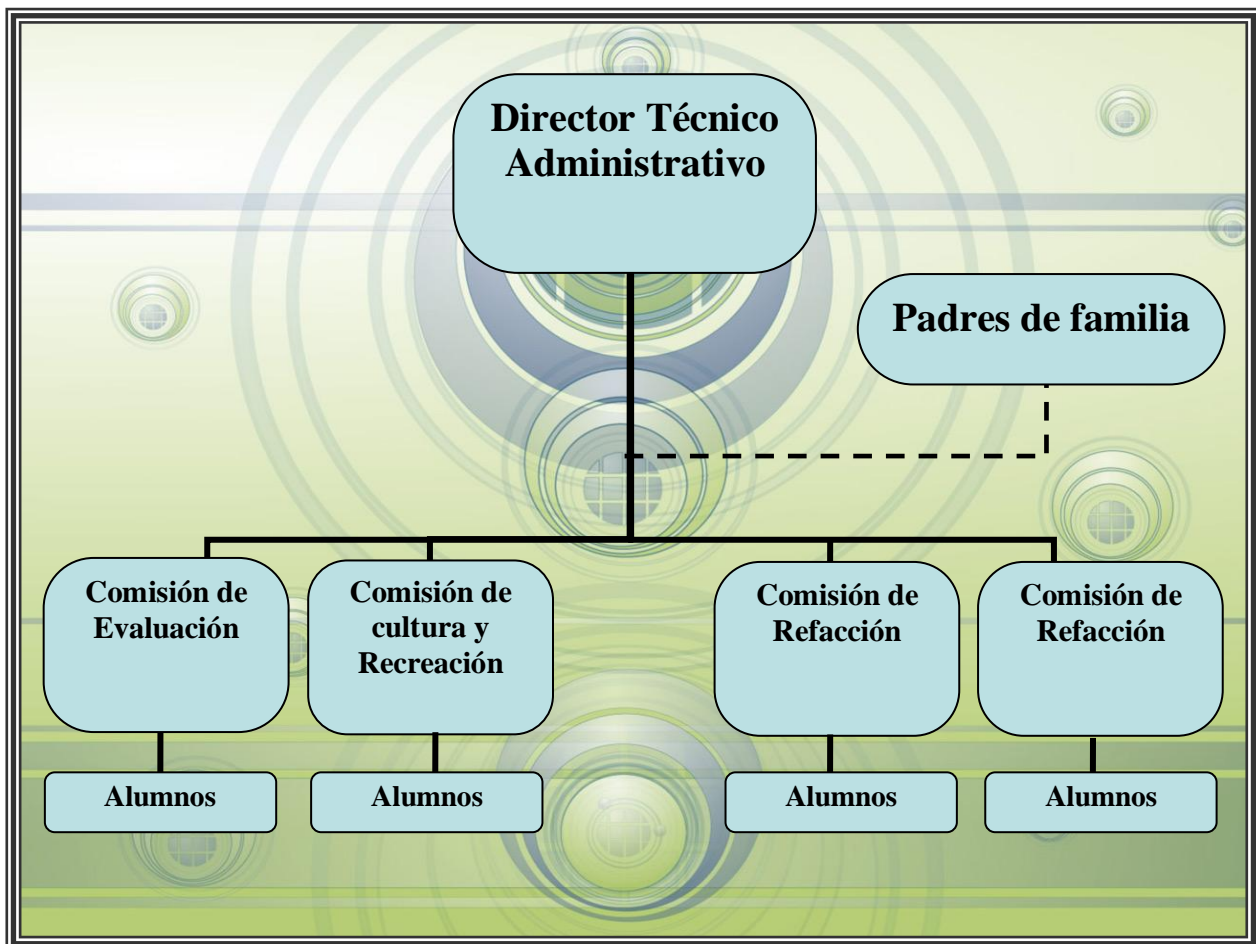 Director Técnico
Administrativo
Padres de familia
Comisión de
Evaluación
Comisión de
cultura y
Recreación
Comisión de
Refacción
Comisión de
Refacción
Alumnos
Alumnos
Alumnos
Alumnos